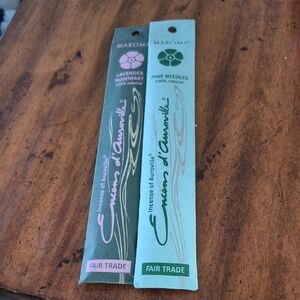 MAROMA
LAVENDER
ROSEMARY
100% natural
Incense of Auroville®
Encens d'Auroville
FAIR TRADE
MAROMA®
PINE NEEDLES
100% natural
Incense of Auroville®
Encens d'Auroville
FAIR TRADE